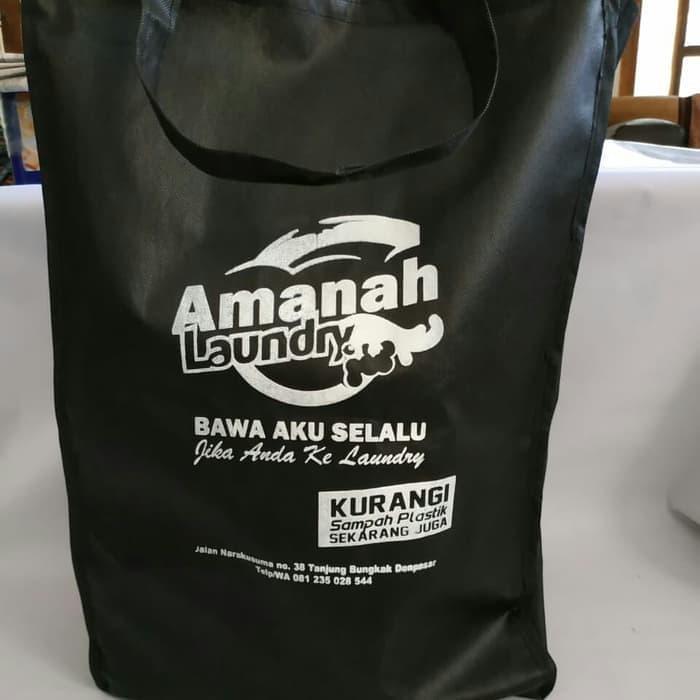 Amanah
Laundry
BAWA AKU SELALU
Jika Anda Ke Laundry
KURANGI
Sampah Plastik
SEKARANG JUGA
Jalan Narakusuma no. 38 Tanjung Bungkak Denpasar
Telp/WA 081 235 028 544